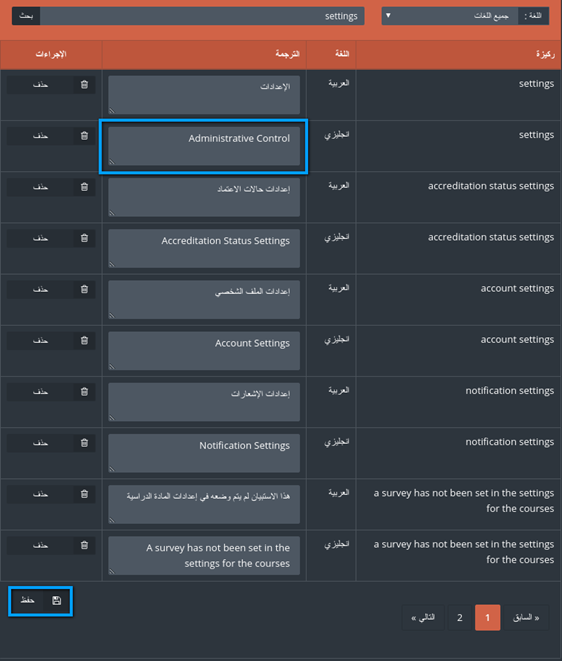 اللغة : جميع اللغات settings بحث
ركيزة اللغة الترجمة الإجراءات
settings العربية الاعدادات حذف
settings انجليزي Administrative Control حذف
accreditation status settings العربية إعدادات حالات الاعتماد حذف
accreditation status settings انجليزي Accreditation Status Settings حذف
account settings العربية إعدادات الملف الشخصي حذف
account settings انجليزي Account Settings حذف
notification settings العربية إعدادات الإشعارات حذف
notification settings انجليزي Notification Settings حذف
a survey has not been set in the settings العربية هذا الاستبيان لم يتم وضعه في إعدادات المادة الدراسية حذف
for the courses
a survey has not been set in the settings انجليزي A survey has not been set in the حذف
for the courses settings for the courses
حفظ
« السابق 1 2 التالي »